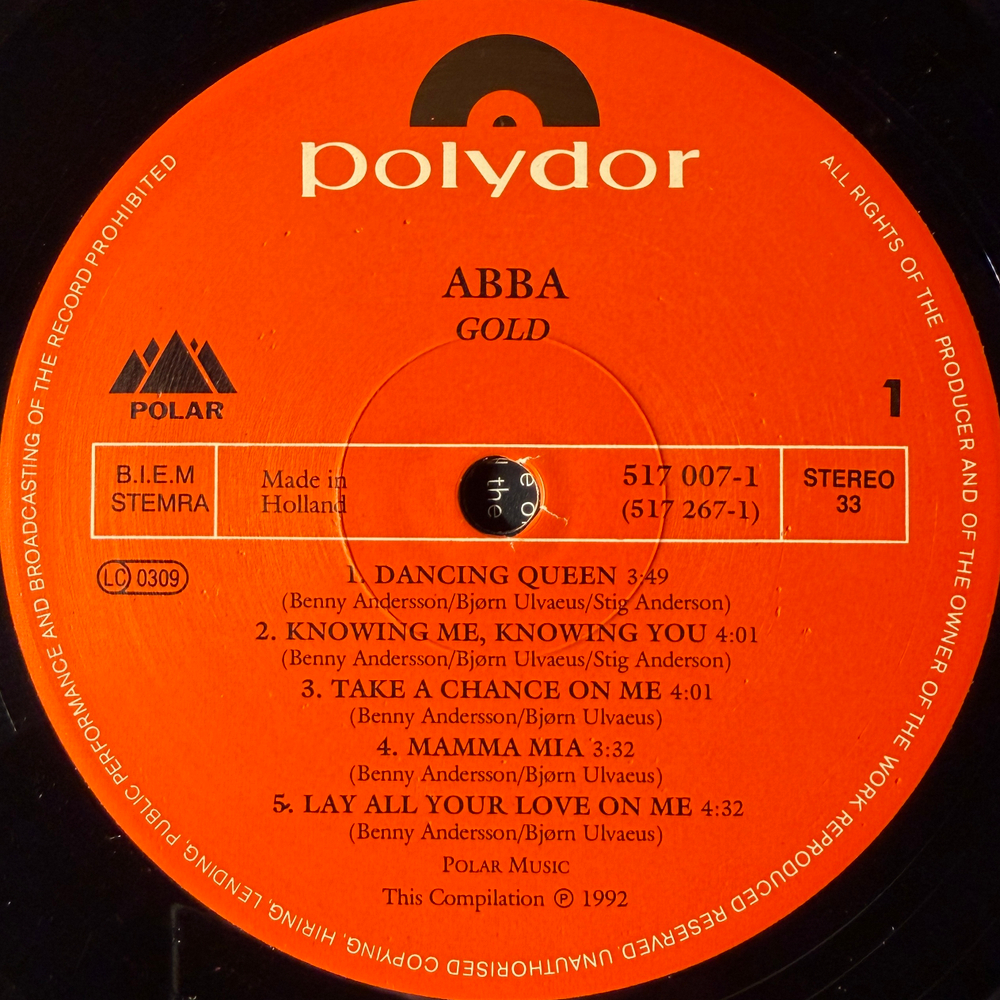 polydor
ABBA
GOLD
POLAR
1
B.I.E.M
STEMRA
Made in
Holland
517 007-1
(517 267-1)
STEREO
33
LC 0309
1. DANCING QUEEN 3:49
(Benny Andersson/Bjørn Ulvaeus/Stig Anderson)
2. KNOWING ME, KNOWING YOU 4:01
(Benny Andersson/Bjørn Ulvaeus/Stig Anderson)
3. TAKE A CHANCE ON ME 4:01
(Benny Andersson/Bjørn Ulvaeus)
4. MAMMA MIA 3:32
(Benny Andersson/Bjørn Ulvaeus)
5. LAY ALL YOUR LOVE ON ME 4:32
(Benny Andersson/Bjørn Ulvaeus)
POLAR MUSIC
This Compilation ℗ 1992
ALL RIGHTS OF THE PRODUCER AND OF THE OWNER OF THE WORK REPRODUCED RESERVED. UNAUTHORISED COPYING, HIRING, LENDING, PUBLIC PERFORMANCE AND BROADCASTING OF THE RECORD PROHIBITED
the